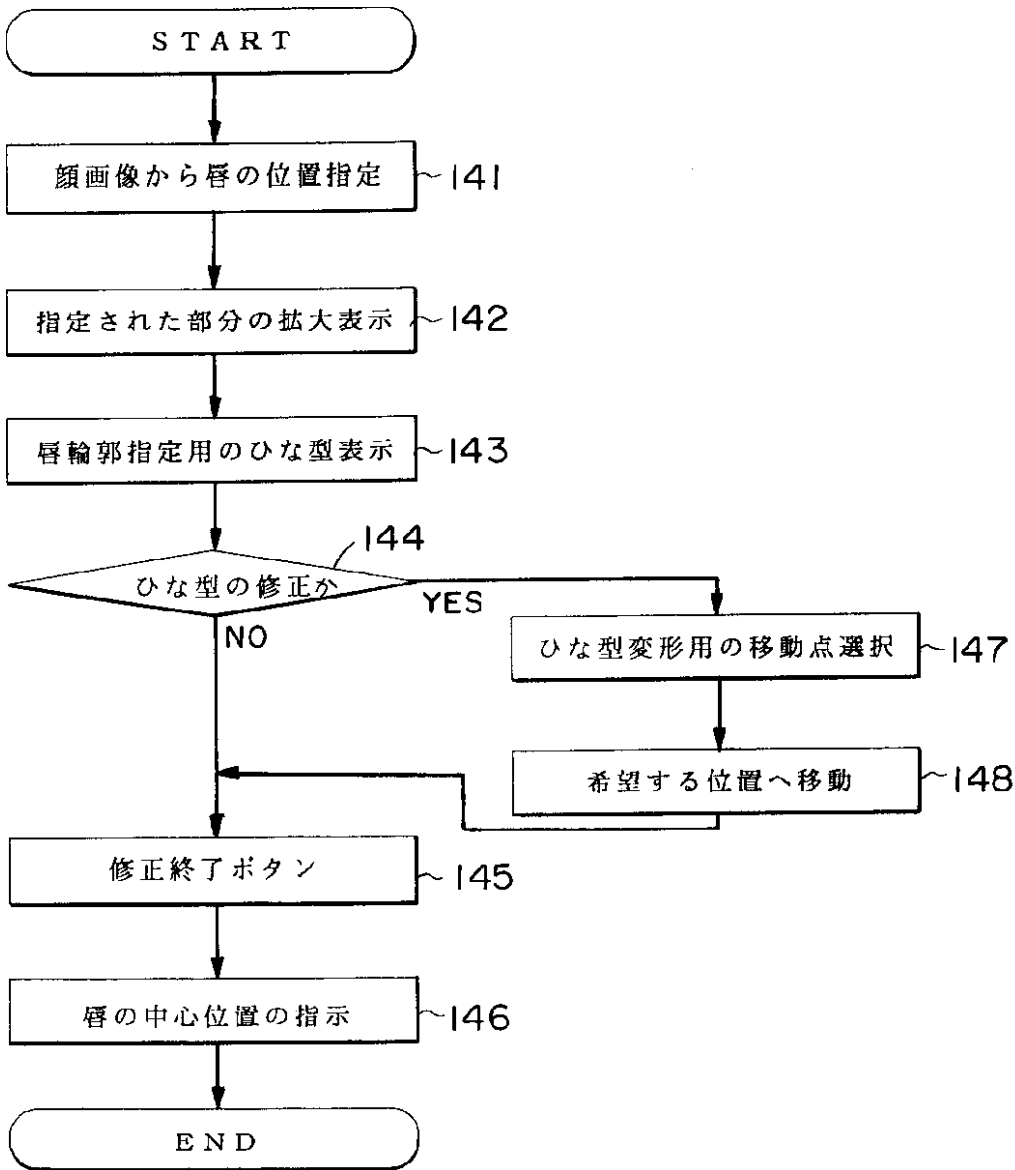 START
顔画像から唇の位置指定
141
指定された部分の拡大表示
142
唇輪郭指定用のひな型表示
143
144
ひな型の修正か
YES
NO
ひな型変形用の移動点選択
147
希望する位置へ移動
148
修正終了ボタン
145
唇の中心位置の指示
146
END